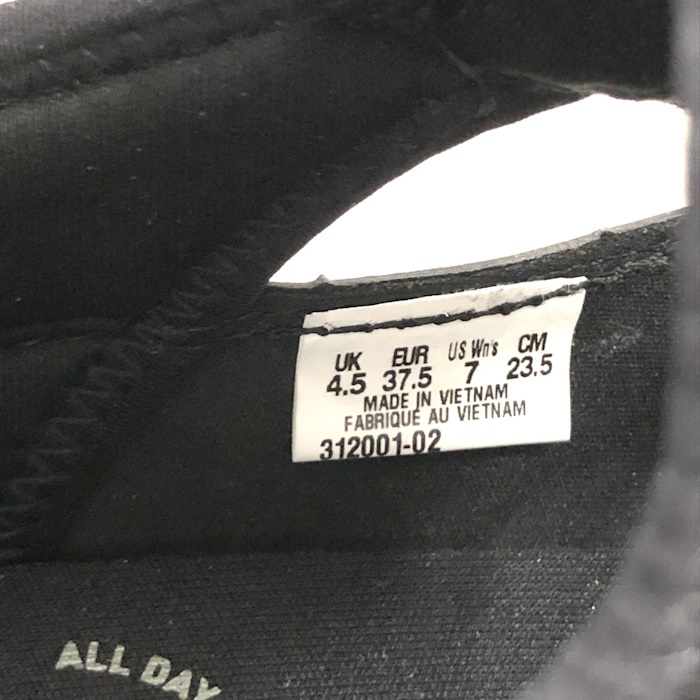 UK EUR US Wn's CM
4.5 37.5 7 23.5
MADE IN VIETNAM
FABRIQUÉ AU VIETNAM
312001-02
ALL DAY